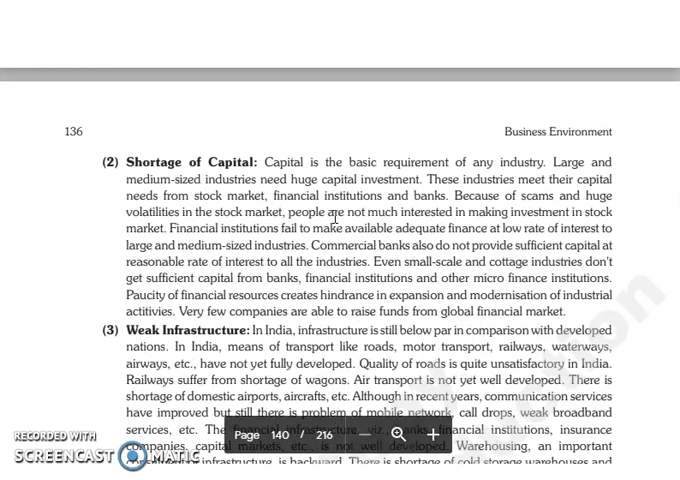 136
Business Environment
(2) Shortage of Capital: Capital is the basic requirement of any industry. Large and
medium-sized industries need huge capital investment. These industries meet their capital
needs from stock market, financial institutions and banks. Because of scams and huge
volatilities in the stock market, people are not much interested in making investment in stock
market. Financial institutions fail to make available adequate finance at low rate of interest to
large and medium-sized industries. Commercial banks also do not provide sufficient capital at
reasonable rate of interest to all the industries. Even small-scale and cottage industries don't
get sufficient capital from banks, financial institutions and other micro finance institutions.
Paucity of financial resources creates hindrance in expansion and modernisation of industrial
actitivies. Very few companies are able to raise funds from global financial market.
(3) Weak Infrastructure: In India, infrastructure is still below par in comparison with developed
nations. In India, means of transport like roads, motor transport, railways, waterways,
airways, etc., have not yet fully developed. Quality of roads is quite unsatisfactory in India.
Railways suffer from shortage of wagons. Air transport is not yet well developed. There is
shortage of domestic airports, aircrafts, etc. Although in recent years, communication services
have improved but still there is problem of mobile network, call drops, weak broadband
services, etc. The financial infrastructure, viz., banks, financial institutions, insurance
companies, capital markets, etc., is not well developed. Warehousing, an important
infrastructure, is backward. There is shortage of cold storage warehouses and
Page 140 / 216
RECORDED WITH
SCREENCAST MATIC